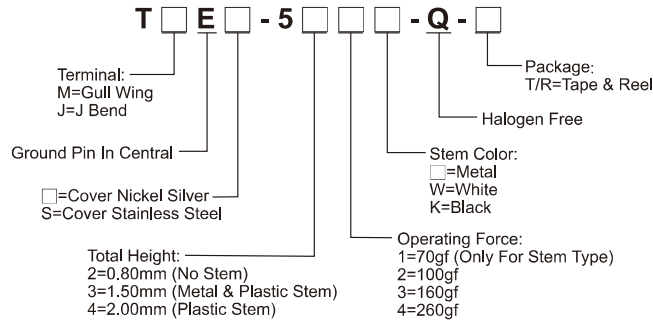 T□E□-5□□□-Q-□
Terminal:
M=Gull Wing
J=J Bend
Package:
T/R=Tape & Reel
Halogen Free
Ground Pin In Central
Stem Color:
□=Metal
W=White
K=Black
□=Cover Nickel Silver
S=Cover Stainless Steel
Total Height:
2=0.80mm (No Stem)
3=1.50mm (Metal & Plastic Stem)
4=2.00mm (Plastic Stem)
Operating Force:
1=70gf (Only For Stem Type)
2=100gf
3=160gf
4=260gf